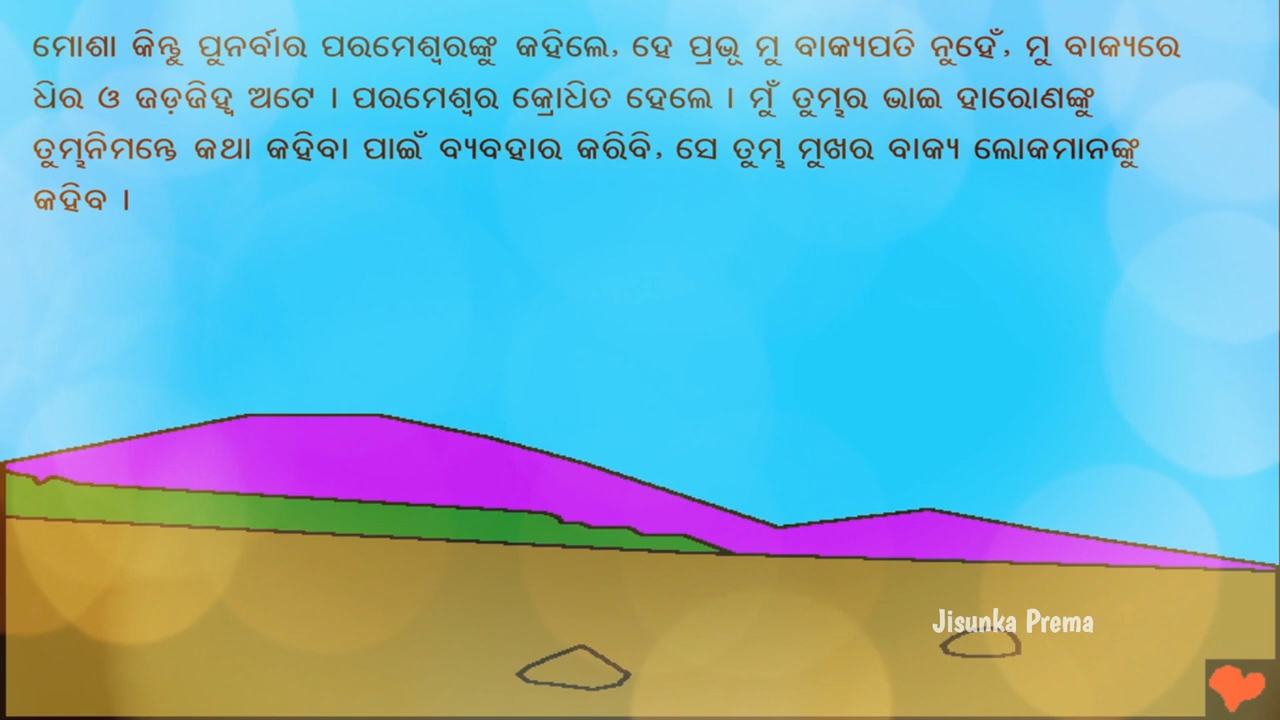 ମୋଶା କିନ୍ତୁ ପୁନର୍ବାର ପରମେଶ୍ୱରଙ୍କୁ କହିଲେ, ହେ ପ୍ରଭୂ ମୁ ବାକ୍ୟପତି ନୁହେଁ, ମୁ ବାକ୍ୟରେ
ଧିର ଓ ଜଡ଼ଜିହ୍ୱ ଅଟେ । ପରମେଶ୍ୱର କ୍ରୋଧିତ ହେଲେ । ମୁଁ ତୁମ୍ଭର ଭାଇ ହାରୋଣଙ୍କୁ
ତୁମ୍ଭନିମନ୍ତେ କଥା କହିବା ପାଇଁ ବ୍ୟବହାର କରିବି, ସେ ତୁମ୍ଭ ମୁଖର ବାକ୍ୟ ଲୋକମାନଙ୍କୁ
କହିବ ।
Jisunka Prema